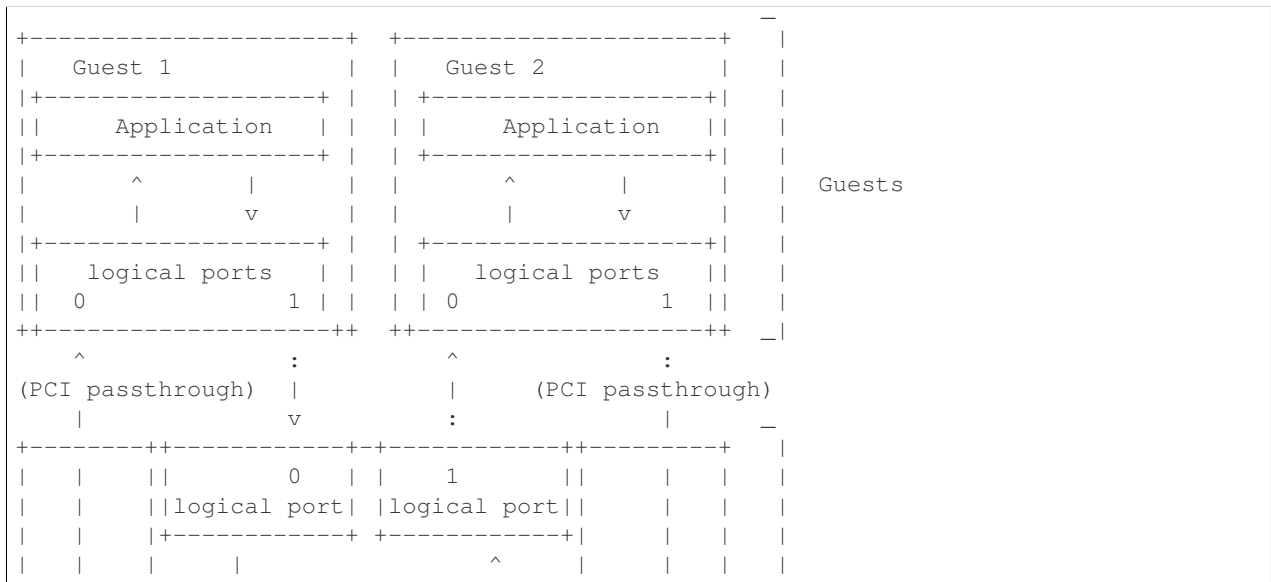 _
+----------------------+  +----------------------+   |
|   Guest 1            |  |   Guest 2            |   |
|+-------------------+ |  | +-------------------+|   |
||    Application    | |  | |    Application    ||   |
|+-------------------+ |  | +-------------------+|   |
|       ^       |      |  |       ^       |      |   |  Guests
|       |       v      |  |       |       v      |   |
|+-------------------+ |  | +-------------------+|   |
||   logical ports   | |  | |   logical ports   ||   |
||  0              1 | |  | | 0              1  ||   |
++--------------------++  ++--------------------++  _|
    ^              :          ^              :
(PCI passthrough)  |          |     (PCI passthrough)
    |              v          :              |      _
+--------++------------+-+------------++---------+   |
|   |    ||        0   | |   1        ||     |   |   |
|   |    ||logical port| |logical port||     |   |   |
|   |    |+------------+ +------------+|     |   |   |
|   |    |     |                 ^     |     |   |   |